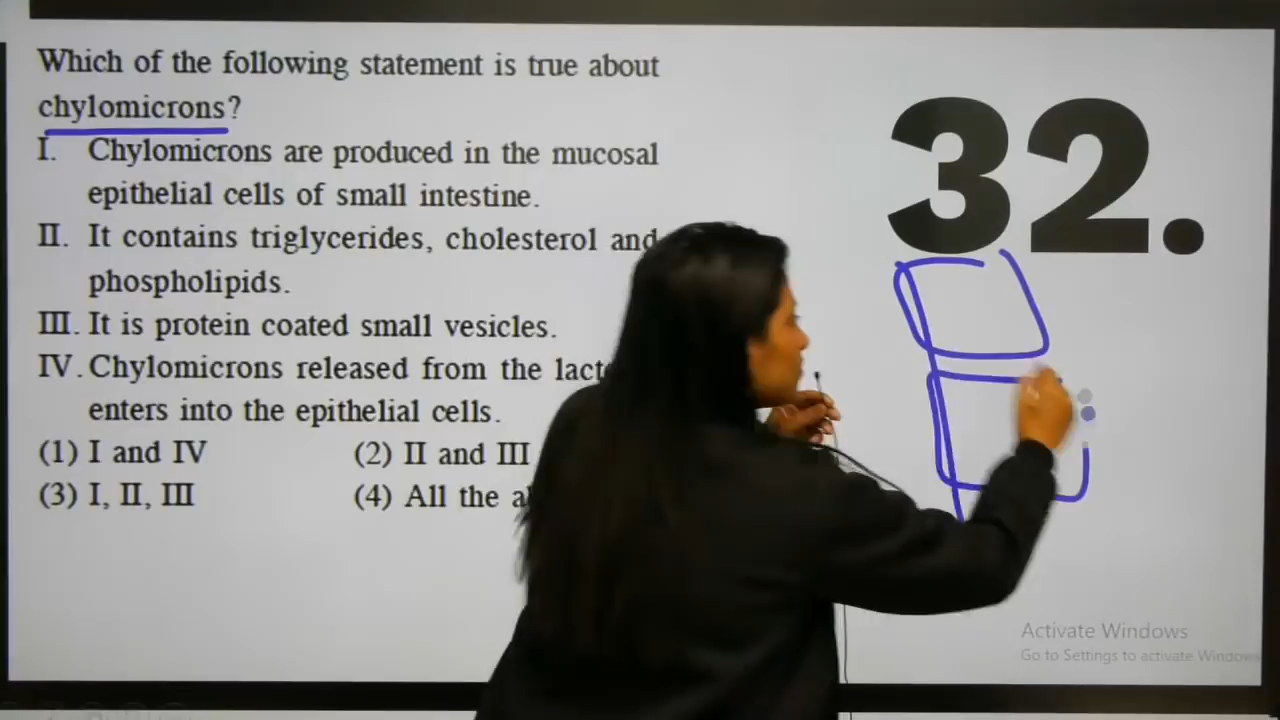 Which of the following statement is true about
chylomicrons?
I. Chylomicrons are produced in the mucosal
epithelial cells of small intestine.
II. It contains triglycerides, cholesterol and
phospholipids.
III. It is protein coated small vesicles.
IV. Chylomicrons released from the
enters into the epithelial cells.
(1) I and IV (2) II and III
(3) I, II, III (4) All the
32.
Activate Windows
Go to Settings to activate Windows